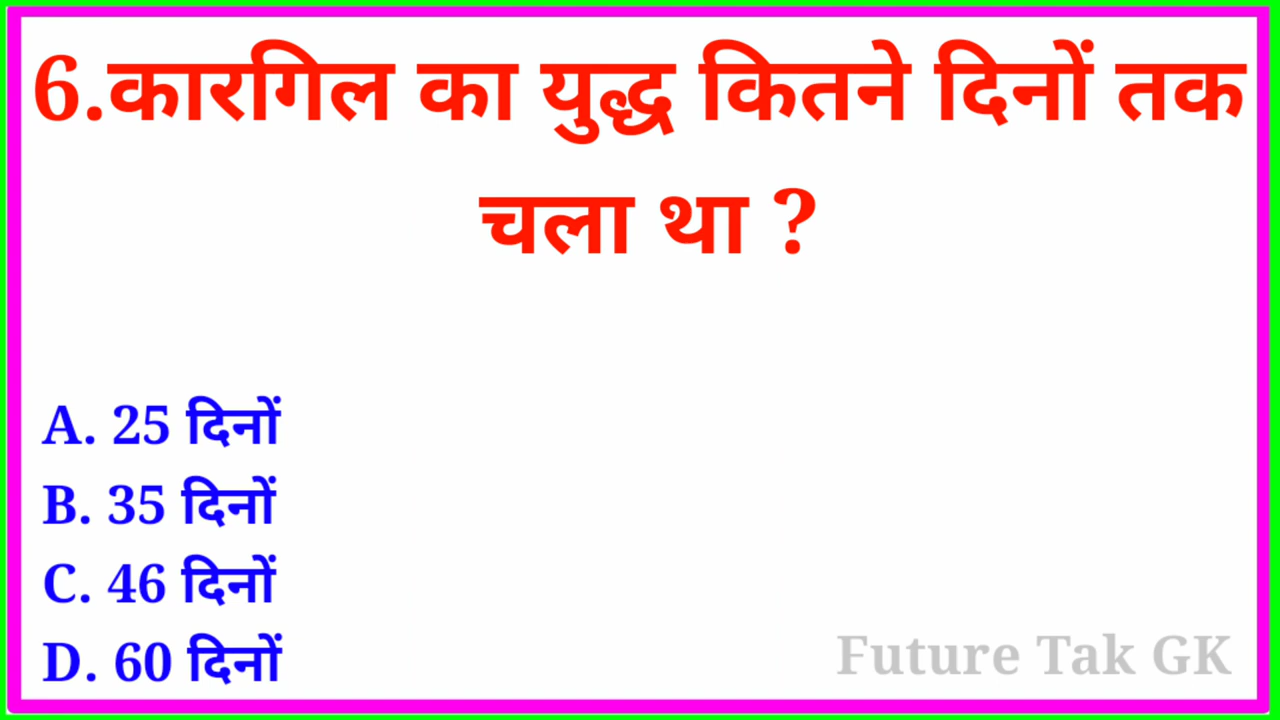 6.कारगिल का युद्ध कितने दिनों तक
चला था ?
A. 25 दिनों
B. 35 दिनों
C. 46 दिनों
D. 60 दिनों
Future Tak GK